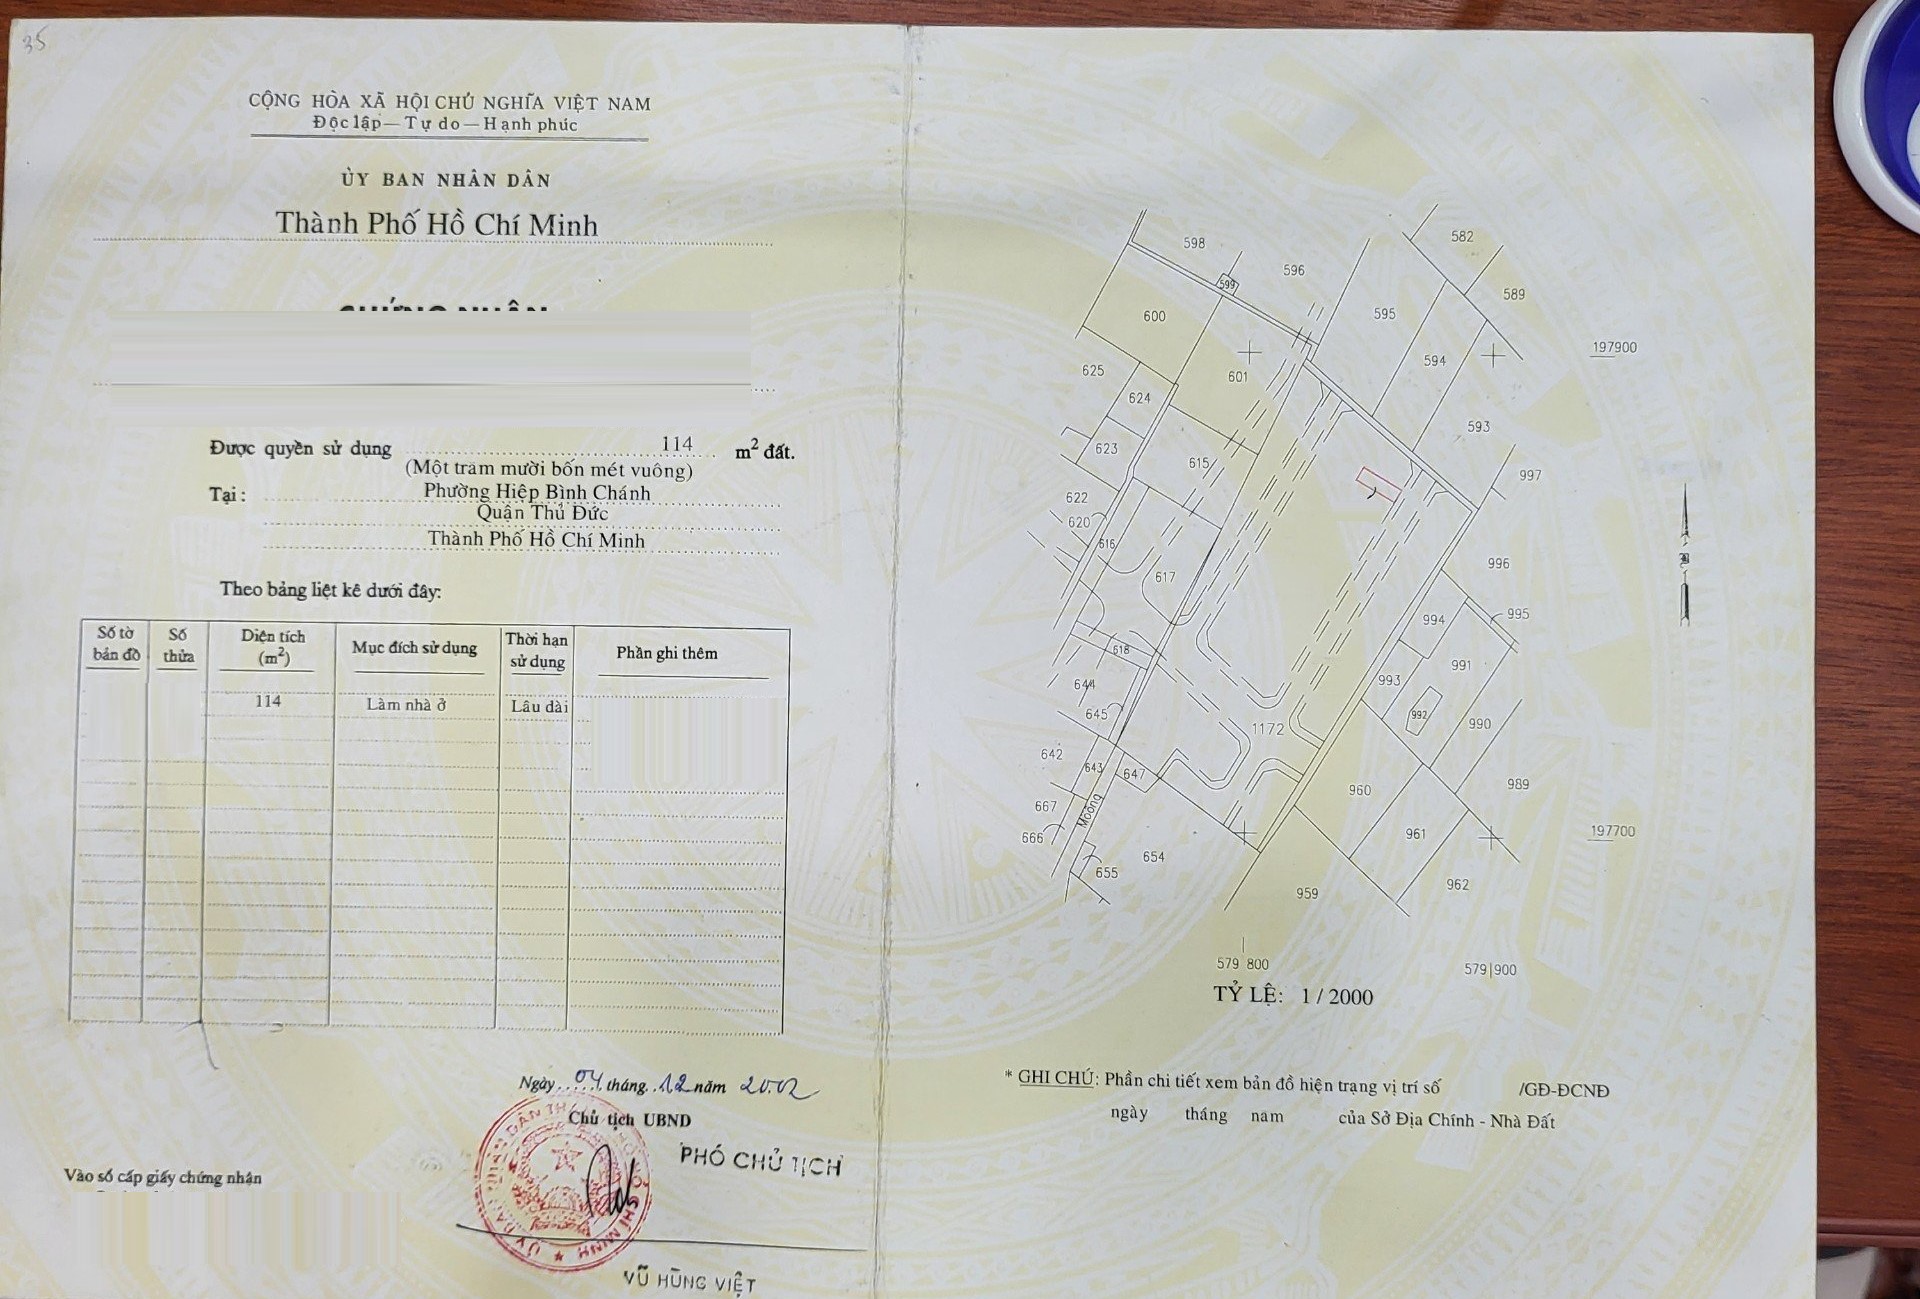 35
CỘNG HÒA XÃ HỘI CHỦ NGHĨA VIỆT NAM
Độc lập — Tự do — Hạnh phúc
ỦY BAN NHÂN DÂN
Thành Phố Hồ Chí Minh
CHỨNG NHẬN
Được quyền sử dụng 114 m² đất.
(Một trăm mười bốn mét vuông)
Tại : Phường Hiệp Bình Chánh
Quận Thủ Đức
Thành Phố Hồ Chí Minh
Theo bảng liệt kê dưới đây:
Số tờ bản đồ Số thửa Diện tích (m²) Mục đích sử dụng Thời hạn sử dụng Phần ghi thêm
114 Làm nhà ở Lâu dài
Ngày 04 tháng 12 năm 2002
Chủ tịch UBND
PHÓ CHỦ TỊCH
Vào sổ cấp giấy chứng nhận
VŨ HÙNG VIỆT
598
596
582
599
589
600
595
197900
601
594
625
624
593
623
615
997
622
620
616
996
617
995
994
618
991
644
993
645
992
990
1172
642
643
647
989
960
667
Mương
961
197700
666
654
655
962
959
579 800
579 900
TỶ LỆ: 1 / 2000
* GHI CHÚ: Phần chi tiết xem bản đồ hiện trạng vị trí số /GĐ-ĐCNĐ
ngày tháng năm của Sở Địa Chính - Nhà Đất